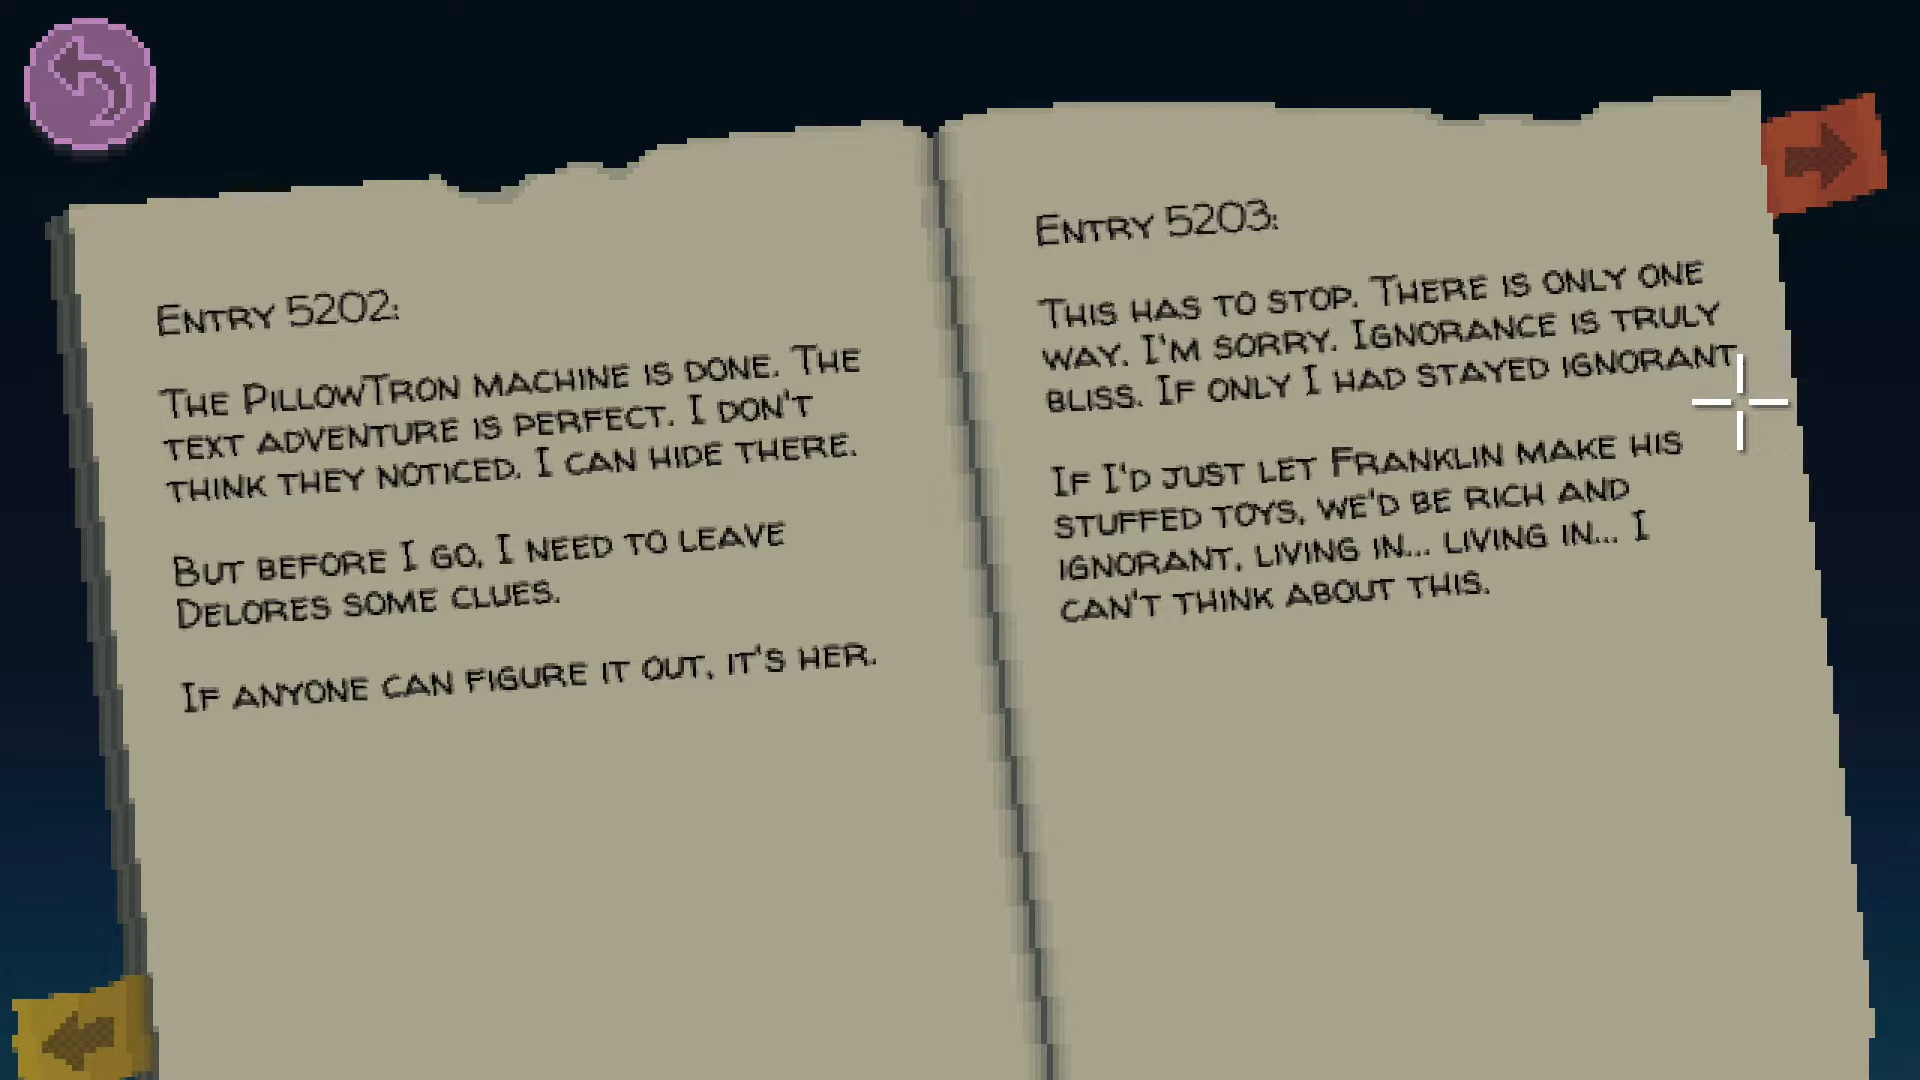 Entry 5202:
The PillowTron machine is done. The
text adventure is perfect. I don't
think they noticed. I can hide there.
But before I go, I need to leave
Delores some clues.
If anyone can figure it out, it's her.
Entry 5203:
This has to stop. There is only one
way. I'm sorry. Ignorance is truly
bliss. If only I had stayed ignorant
If I'd just let Franklin make his
stuffed toys, we'd be rich and
ignorant, living in... living in... I
can't think about this.